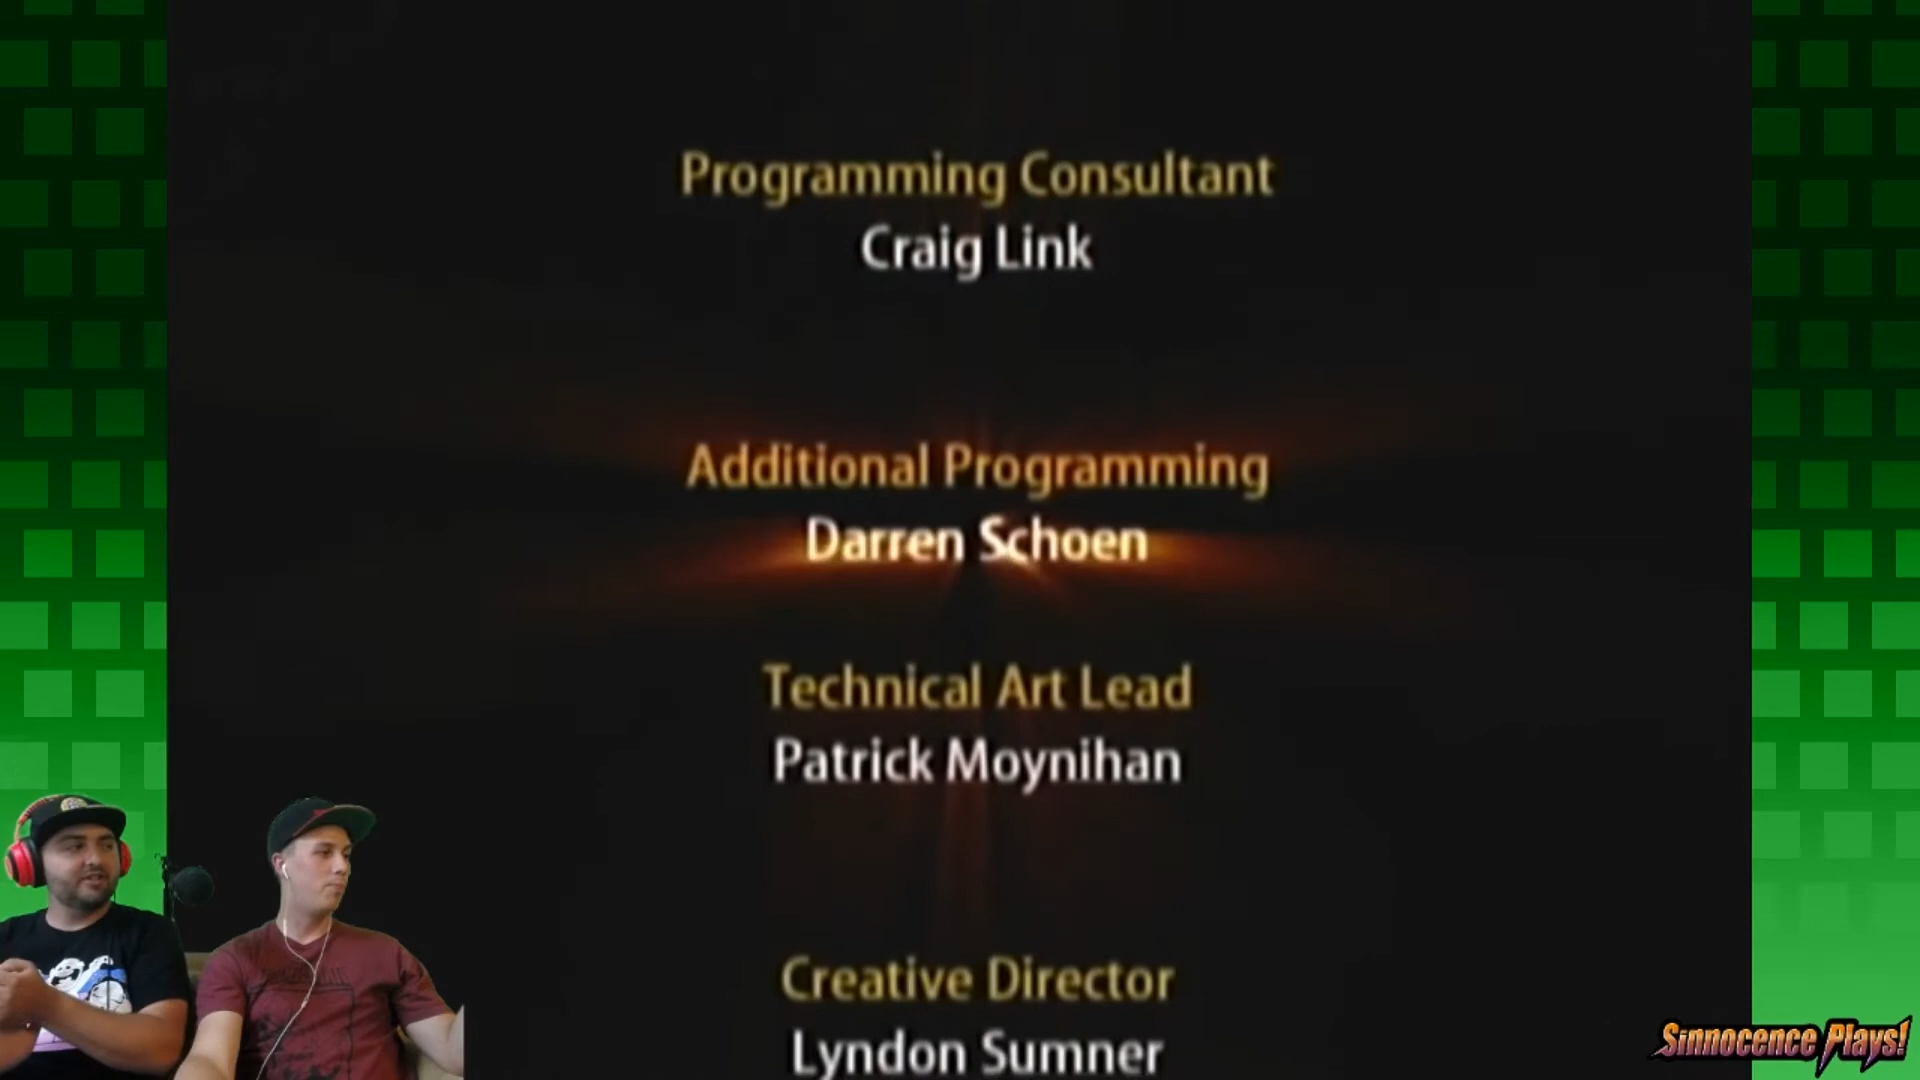 Programming Consultant
Craig Link
Additional Programming
Darren Schoen
Technical Art Lead
Patrick Moynihan
Creative Director
Lyndon Sumner
Sinnocence Plays!